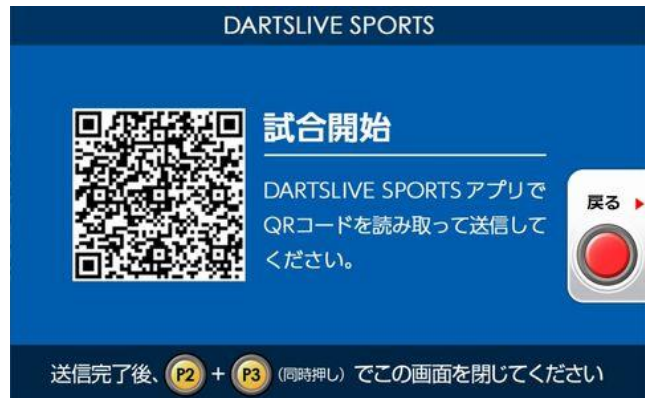 DARTSLIVE SPORTS
試合開始
DARTSLIVE SPORTS アプリで
QRコードを読み取って送信して
ください。
戻る
送信完了後、 P2 + P3 (同時押し) でこの画面を閉じてください